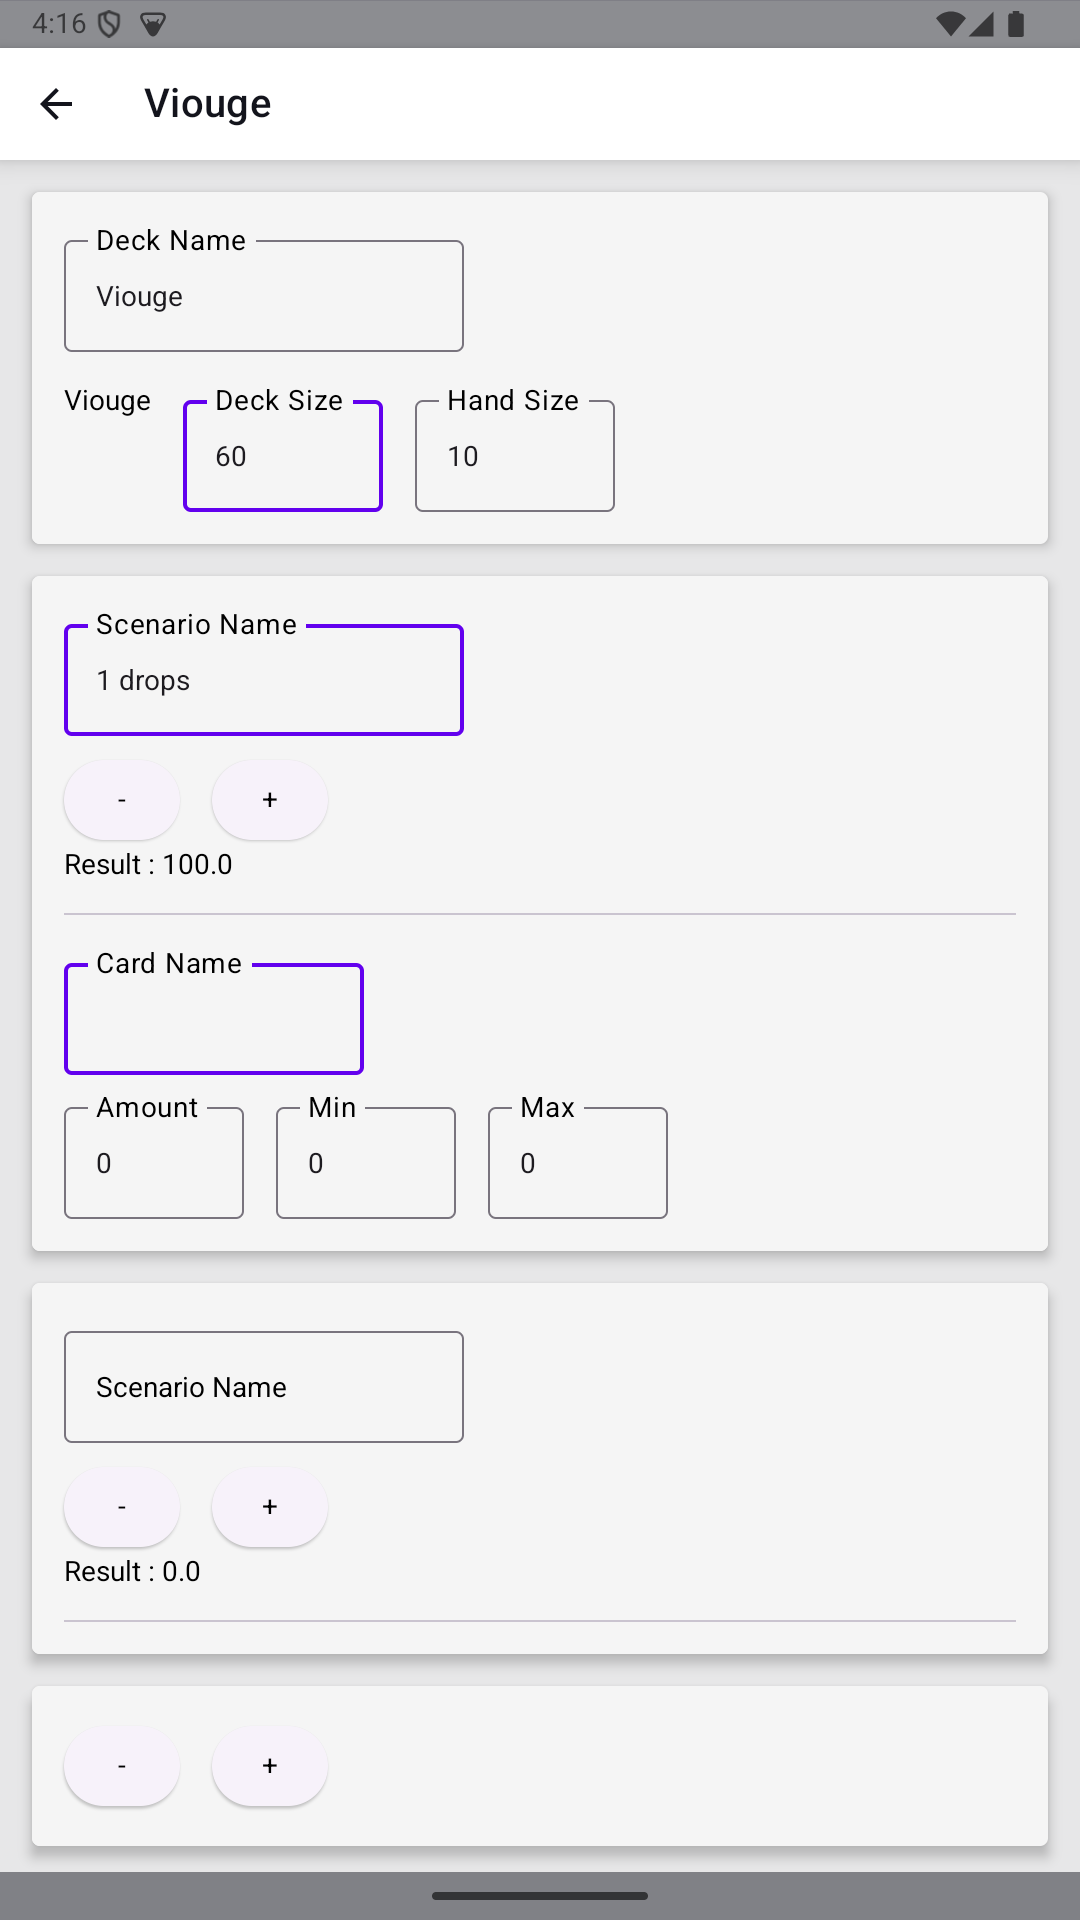 4:16
Viouge
Deck Name
Viouge
Viouge
Deck Size
Hand Size
60
10
Scenario Name
1 drops
- +
Result : 100.0
Card Name
Amount
Min
Max
0
0
0
Scenario Name
- +
Result : 0.0
- +